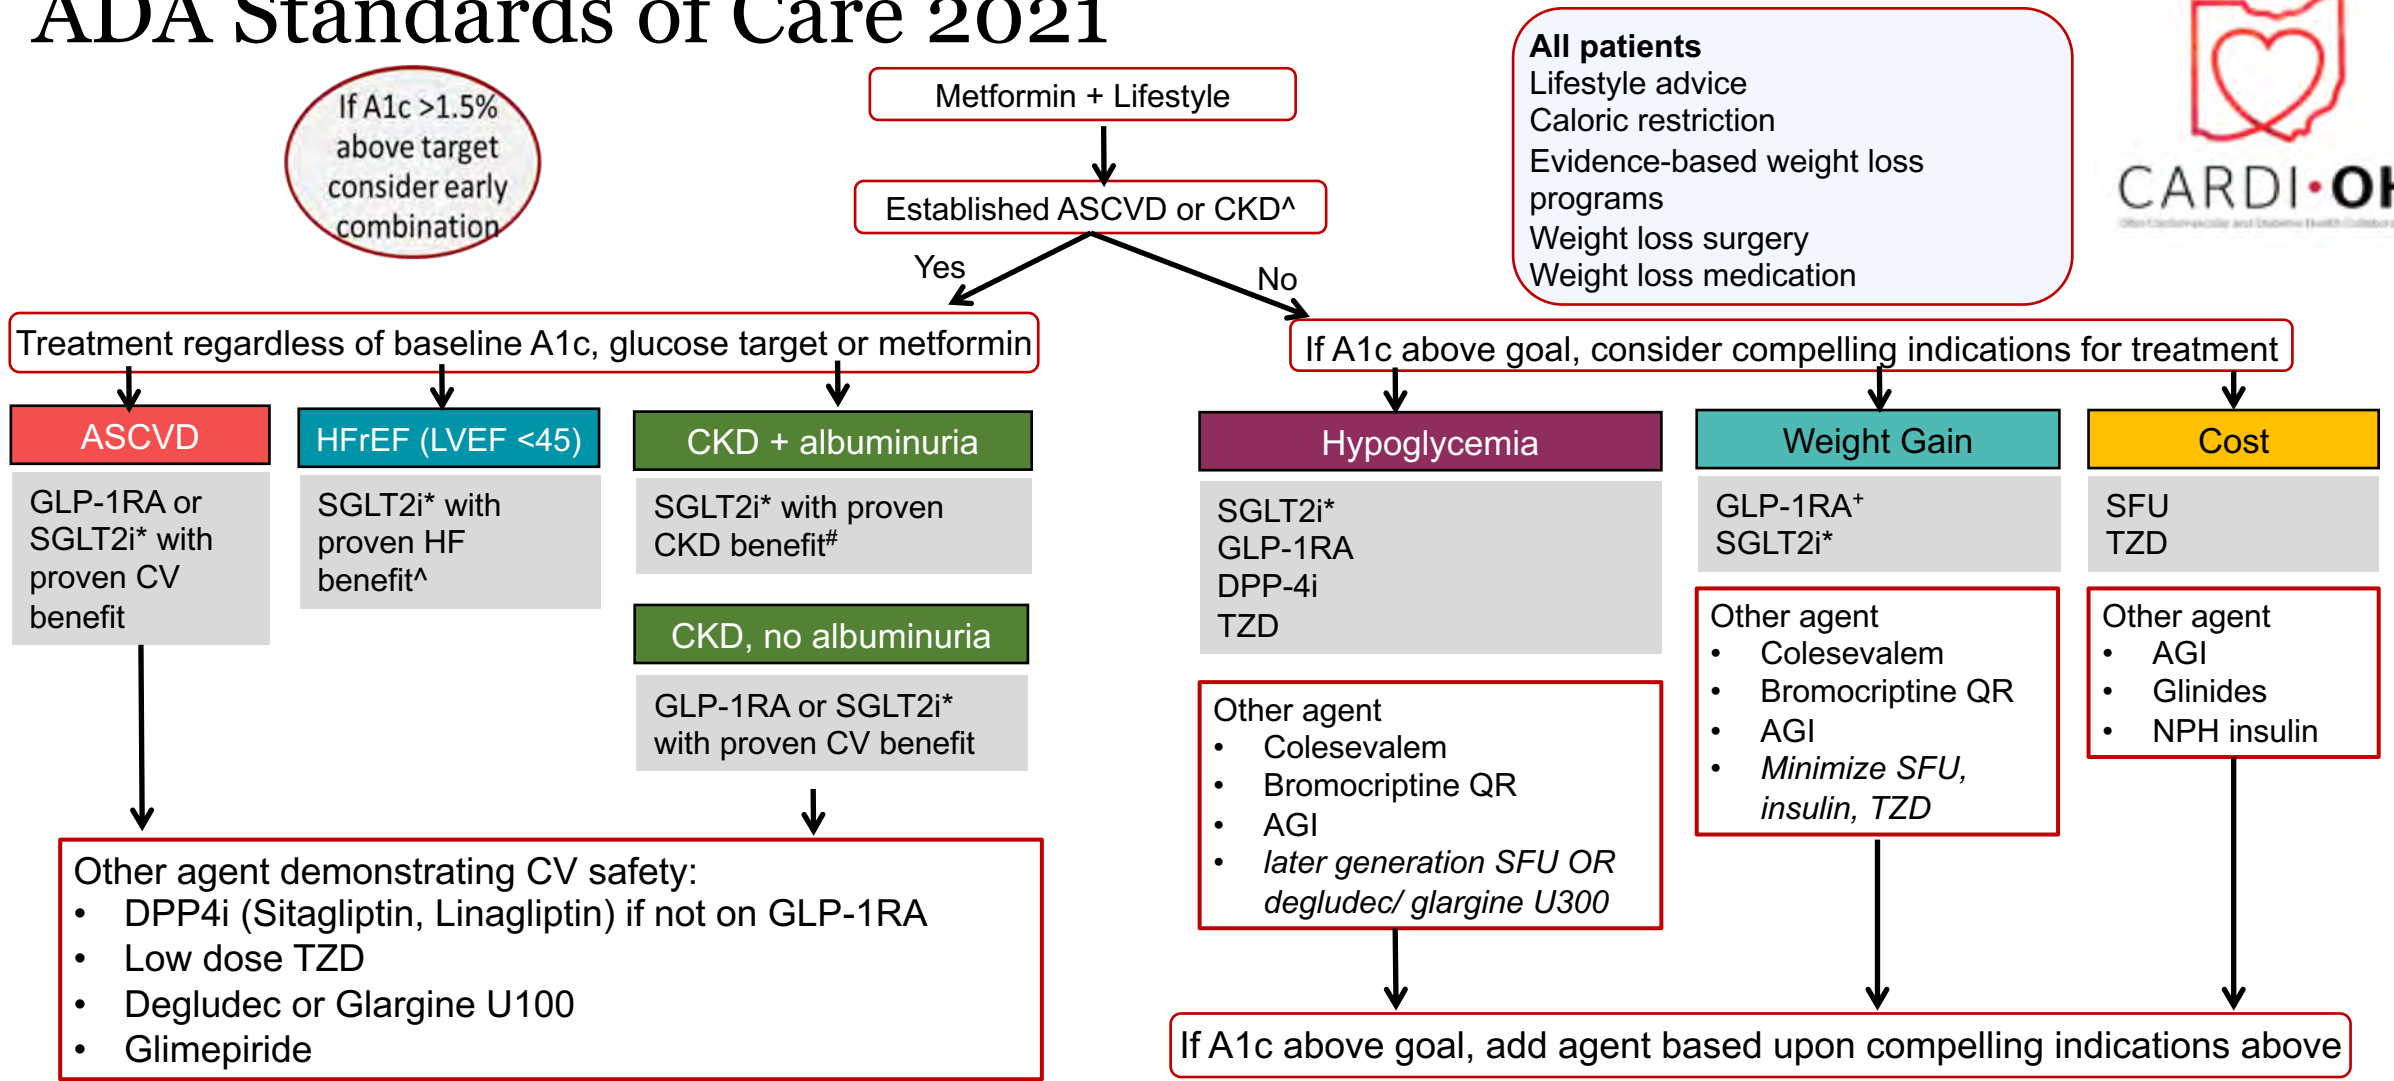 ADA Standards of Care 2021
If A1c >1.5%
above target
consider early
combination
Metformin + Lifestyle
Established ASCVD or CKD^
Yes
No
All patients
Lifestyle advice
Caloric restriction
Evidence-based weight loss
programs
Weight loss surgery
Weight loss medication
CARDI•OH
Treatment regardless of baseline A1c, glucose target or metformin
If A1c above goal, consider compelling indications for treatment
ASCVD
GLP-1RA or
SGLT2i* with
proven CV
benefit
HFrEF (LVEF <45)
SGLT2i* with
proven HF
benefit^
CKD + albuminuria
SGLT2i* with proven
CKD benefit#
CKD, no albuminuria
GLP-1RA or SGLT2i*
with proven CV benefit
Other agent demonstrating CV safety:
• DPP4i (Sitagliptin, Linagliptin) if not on GLP-1RA
• Low dose TZD
• Degludec or Glargine U100
• Glimepiride
Hypoglycemia
SGLT2i*
GLP-1RA
DPP-4i
TZD
Other agent
• Colesevalem
• Bromocriptine QR
• AGI
• later generation SFU OR
degludec/ glargine U300
Weight Gain
GLP-1RA+
SGLT2i*
Other agent
• Colesevalem
• Bromocriptine QR
• AGI
• Minimize SFU,
insulin, TZD
Cost
SFU
TZD
Other agent
• AGI
• Glinides
• NPH insulin
If A1c above goal, add agent based upon compelling indications above